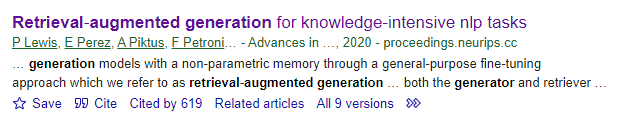 Retrieval-augmented generation for knowledge-intensive nlp tasks
P Lewis, E Perez, A Piktus, F Petroni… - Advances in …, 2020 - proceedings.neurips.cc
… generation models with a non-parametric memory through a general-purpose fine-tuning
approach which we refer to as retrieval-augmented generation … both the generator and retriever …
Save Cite Cited by 619 Related articles All 9 versions